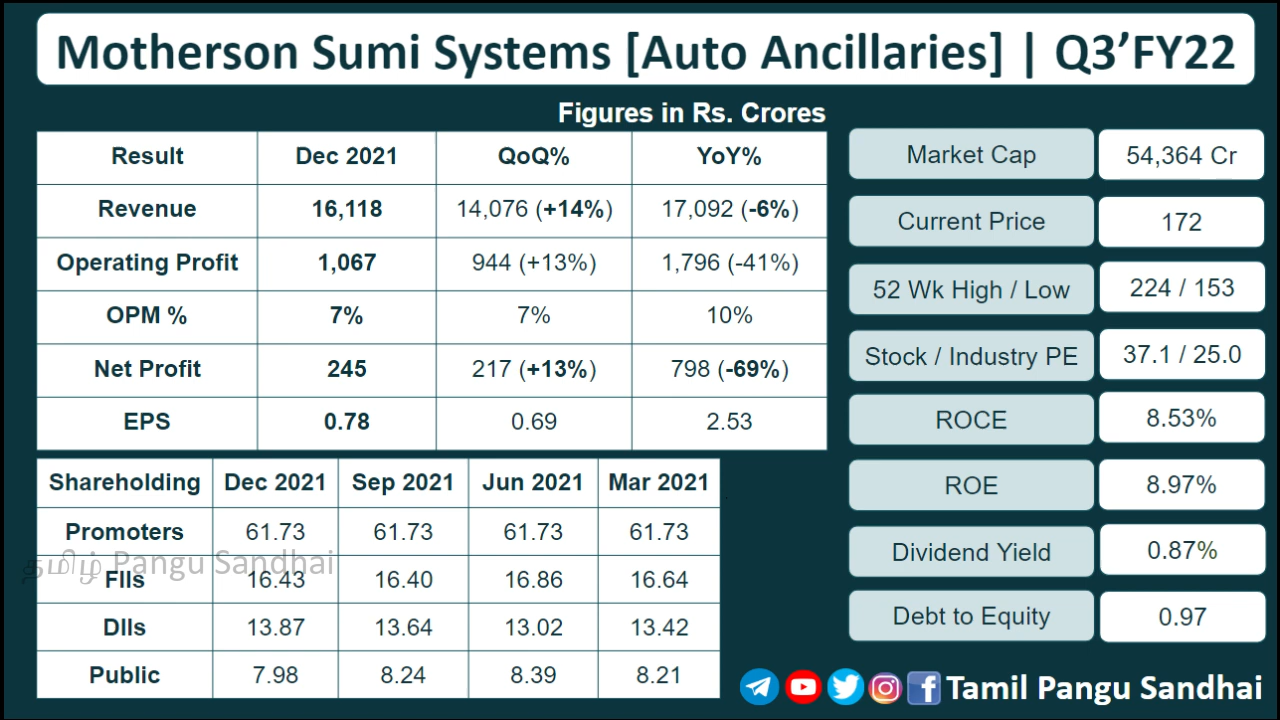 Motherson Sumi Systems [Auto Ancillaries] | Q3’FY22
Figures in Rs. Crores
Result Dec 2021 QoQ% YoY%
Revenue 16,118 14,076 (+14%) 17,092 (-6%)
Operating Profit 1,067 944 (+13%) 1,796 (-41%)
OPM % 7% 7% 10%
Net Profit 245 217 (+13%) 798 (-69%)
EPS 0.78 0.69 2.53
Shareholding Dec 2021 Sep 2021 Jun 2021 Mar 2021
Promoters 61.73 61.73 61.73 61.73
தமிழ் Pangu Sandhai
FIIs 16.43 16.40 16.86 16.64
DIIs 13.87 13.64 13.02 13.42
Public 7.98 8.24 8.39 8.21
Market Cap 54,364 Cr
Current Price 172
52 Wk High / Low 224 / 153
Stock / Industry PE 37.1 / 25.0
ROCE 8.53%
ROE 8.97%
Dividend Yield 0.87%
Debt to Equity 0.97
Tamil Pangu Sandhai